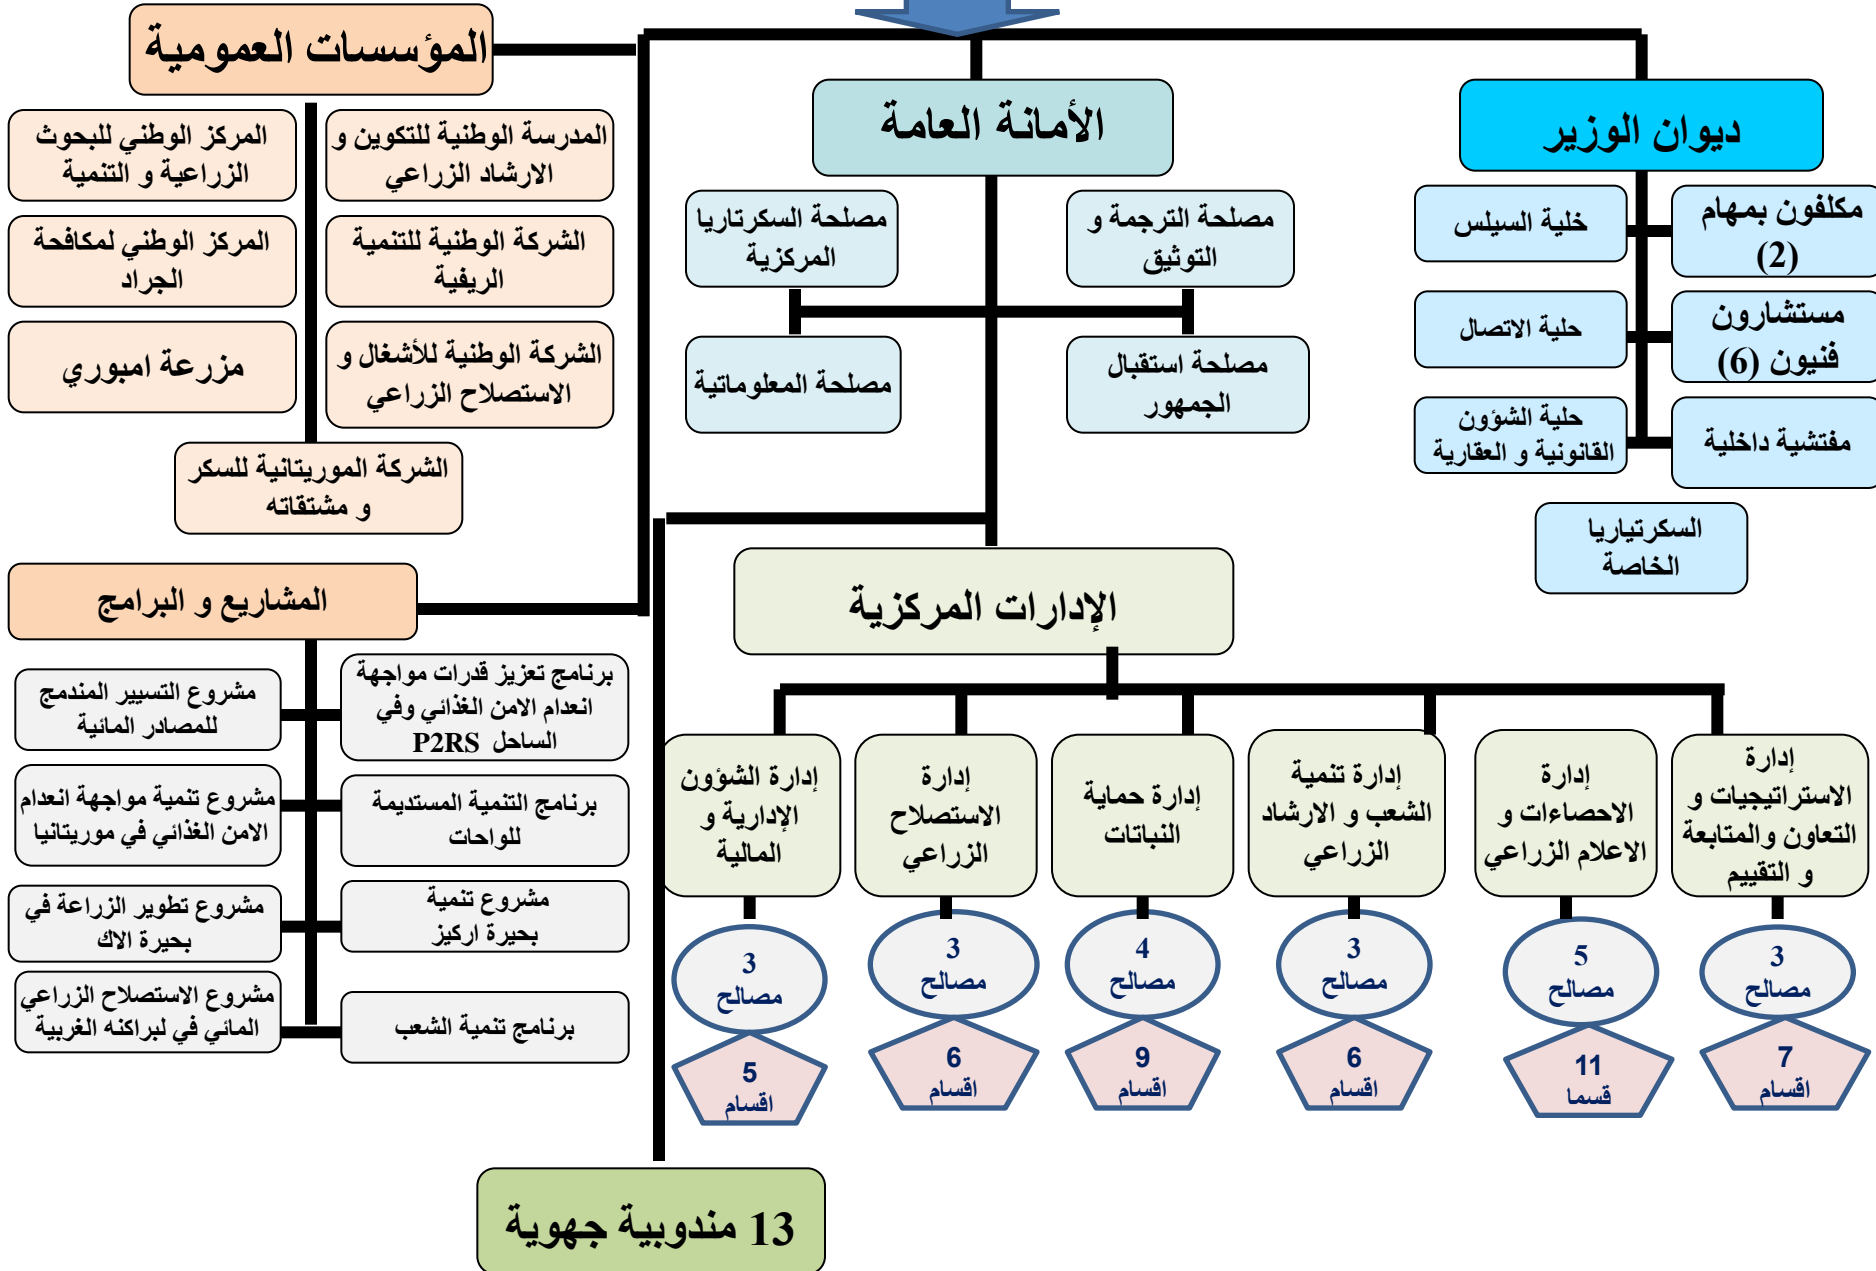 ديوان الوزير
مكلفون بمهام
(2)
خلية السيلس
مستشارون
فنيون (6)
حلية الاتصال
مفتشية داخلية
حلية الشؤون
القانونية و العقارية
السكرتياريا
الخاصة
الأمانة العامة
مصلحة الترجمة و
التوثيق
مصلحة السكرتاريا
المركزية
مصلحة استقبال
الجمهور
مصلحة المعلوماتية
المؤسسات العمومية
المدرسة الوطنية للتكوين و
الارشاد الزراعي
المركز الوطني للبحوث
الزراعية و التنمية
الشركة الوطنية للتنمية
الريفية
المركز الوطني لمكافحة
الجراد
الشركة الوطنية للأشغال و
الاستصلاح الزراعي
مزرعة امبوري
الشركة الموريتانية للسكر
و مشتقاته
المشاريع و البرامج
برنامج تعزيز قدرات مواجهة
انعدام الامن الغذائي وفي
الساحل P2RS
مشروع التسيير المندمج
للمصادر المائية
برنامج التنمية المستديمة
للواحات
مشروع تنمية مواجهة انعدام
الامن الغذائي في موريتانيا
مشروع تنمية
بحيرة اركيز
مشروع تطوير الزراعة في
بحيرة الاك
برنامج تنمية الشعب
مشروع الاستصلاح الزراعي
المائي في لبراكنه الغربية
الإدارات المركزية
إدارة
الاستراتيجيات و
التعاون والمتابعة
و التقييم
3
مصالح
7
اقسام
إدارة
الاحصاءات و
الاعلام الزراعي
5
مصالح
11
قسما
إدارة تنمية
الشعب و الارشاد
الزراعي
3
مصالح
6
اقسام
إدارة حماية
النباتات
4
مصالح
9
اقسام
إدارة
الاستصلاح
الزراعي
3
مصالح
6
اقسام
إدارة الشؤون
الإدارية و
المالية
3
مصالح
5
اقسام
13 مندوبية جهوية